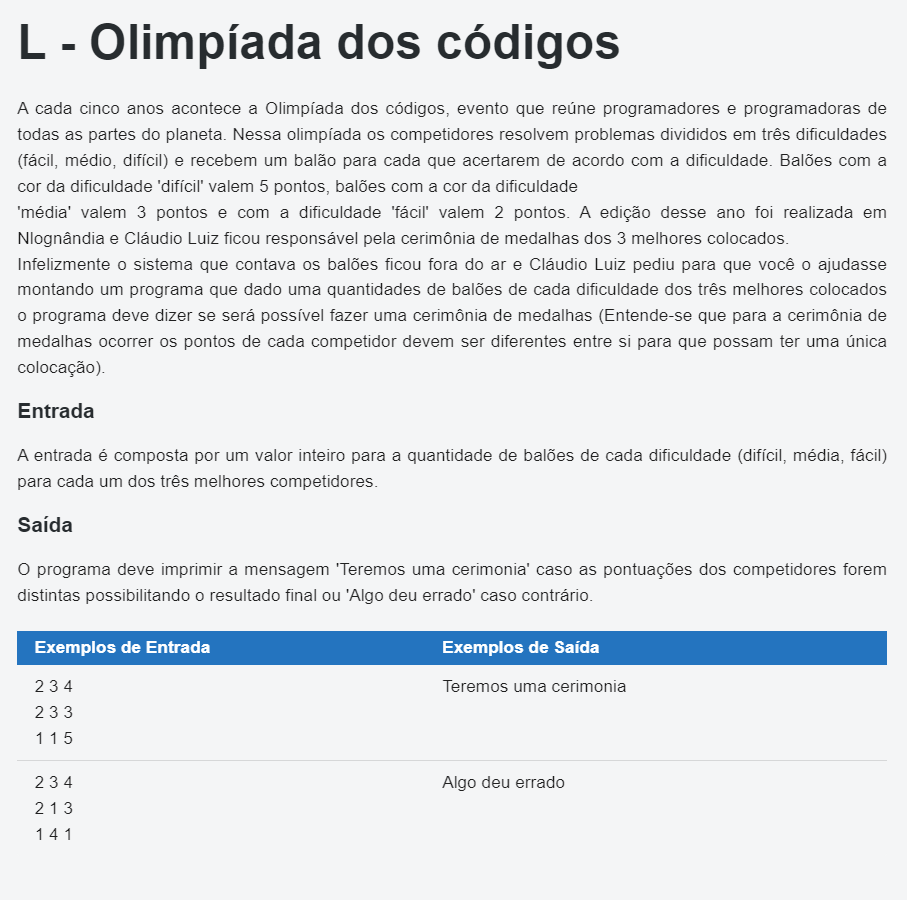 L - Olimpíada dos códigos
A cada cinco anos acontece a Olimpíada dos códigos, evento que reúne programadores e programadoras de
todas as partes do planeta. Nessa olimpíada os competidores resolvem problemas divididos em três dificuldades
(fácil, médio, difícil) e recebem um balão para cada que acertarem de acordo com a dificuldade. Balões com a
cor da dificuldade 'difícil' valem 5 pontos, balões com a cor da dificuldade
'média' valem 3 pontos e com a dificuldade 'fácil' valem 2 pontos. A edição desse ano foi realizada em
Nlognândia e Cláudio Luiz ficou responsável pela cerimônia de medalhas dos 3 melhores colocados.
Infelizmente o sistema que contava os balões ficou fora do ar e Cláudio Luiz pediu para que você o ajudasse
montando um programa que dado uma quantidades de balões de cada dificuldade dos três melhores colocados
o programa deve dizer se será possível fazer uma cerimônia de medalhas (Entende-se que para a cerimônia de
medalhas ocorrer os pontos de cada competidor devem ser diferentes entre si para que possam ter uma única
colocação).
Entrada
A entrada é composta por um valor inteiro para a quantidade de balões de cada dificuldade (difícil, média, fácil)
para cada um dos três melhores competidores.
Saída
O programa deve imprimir a mensagem 'Teremos uma cerimonia' caso as pontuações dos competidores forem
distintas possibilitando o resultado final ou 'Algo deu errado' caso contrário.
Exemplos de Entrada Exemplos de Saída
2 3 4 Teremos uma cerimonia
2 3 3
1 1 5
2 3 4 Algo deu errado
2 1 3
1 4 1